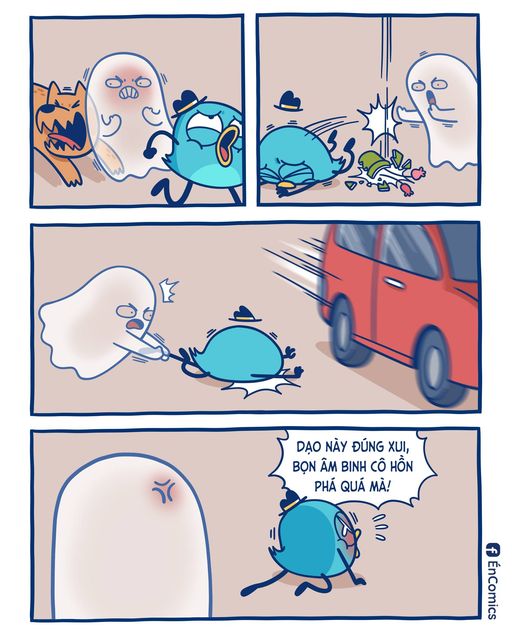 DẠO NÀY ĐÚNG XUI,
BỌN ÂM BINH CÔ HỒN
PHÁ QUÁ MÀ!
f ÉnComics